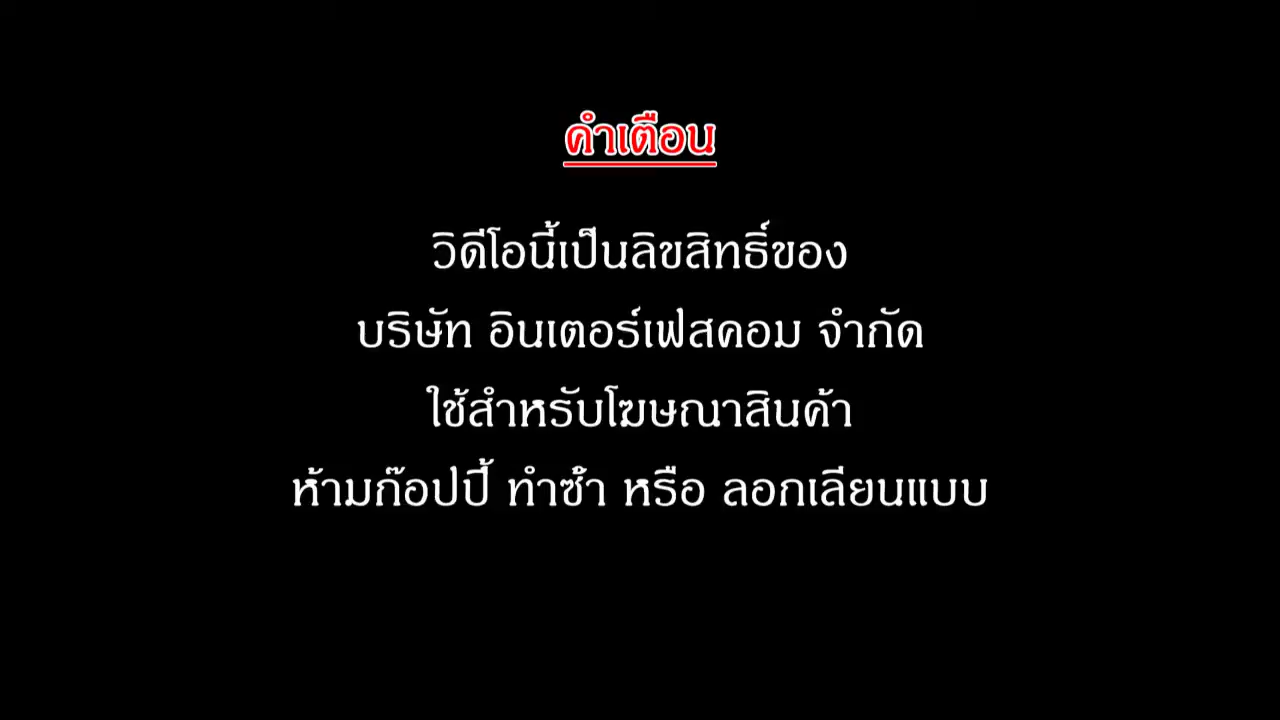 คำเตือน
วิดีโอนี้เป็นลิขสิทธิ์ของ
บริษัท อินเตอร์เฟสคอม จำกัด
ใช้สำหรับโฆษณาสินค้า
ห้ามก๊อปปี้ ทำซ้ำ หรือ ลอกเลียนแบบ